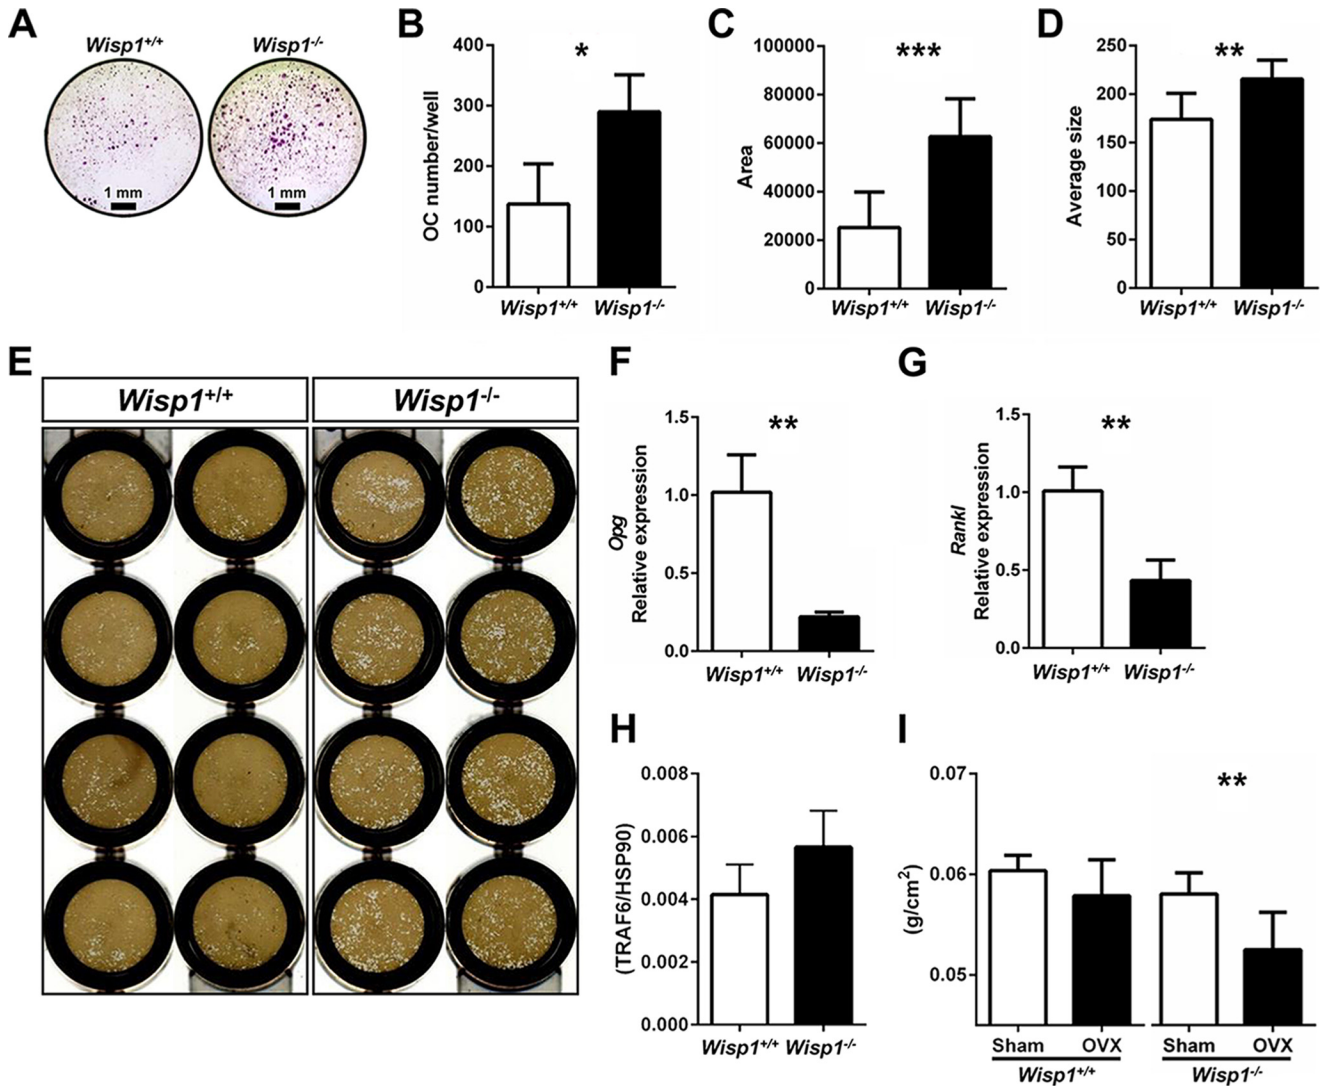 A
Wisp1+/+
Wisp1-/-
1 mm
1 mm
B
*
400
300
200
100
0
OC number/well
Wisp1+/+
Wisp1-/-
C
***
100000
80000
60000
40000
20000
0
Area
Wisp1+/+
Wisp1-/-
D
**
250
200
150
100
50
0
Average size
Wisp1+/+
Wisp1-/-
E
Wisp1+/+
Wisp1-/-
F
**
1.5
1.0
0.5
0.0
Opg
Relative expression
Wisp1+/+
Wisp1-/-
G
**
1.5
1.0
0.5
0.0
Rankl
Relative expression
Wisp1+/+
Wisp1-/-
H
0.008
0.006
0.004
0.002
0.000
(TRAF6/HSP90)
Wisp1+/+
Wisp1-/-
I
**
0.07
0.06
0.05
(g/cm2)
Sham
OVX
Sham
OVX
Wisp1+/+
Wisp1-/-